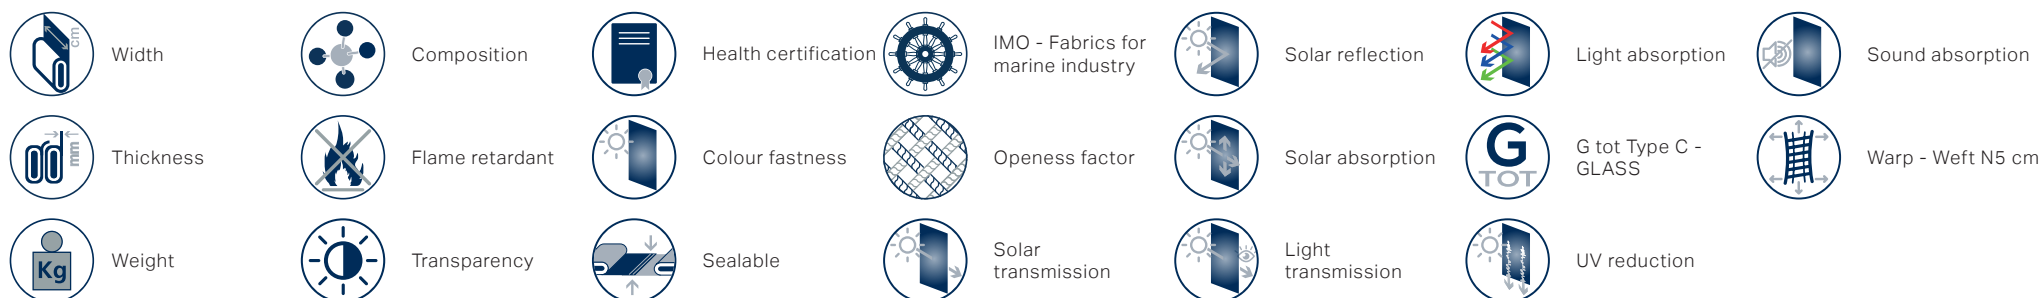 cm
Width
Composition
Health certification
IMO - Fabrics for
marine industry
Solar reflection
Light absorption
Sound absorption
mm
Thickness
Flame retardant
Colour fastness
Openess factor
Solar absorption
G
TOT
G tot Type C -
GLASS
Warp - Weft N5 cm
Kg
Weight
Transparency
Sealable
Solar
transmission
Light
transmission
UV reduction